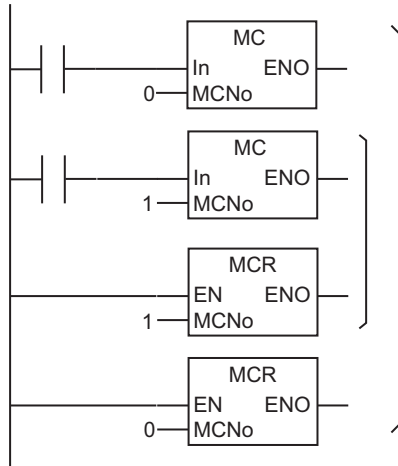 MC
In ENO
0 MCNo
MC
In ENO
1 MCNo
MCR
EN ENO
1 MCNo
MCR
EN ENO
0 MCNo